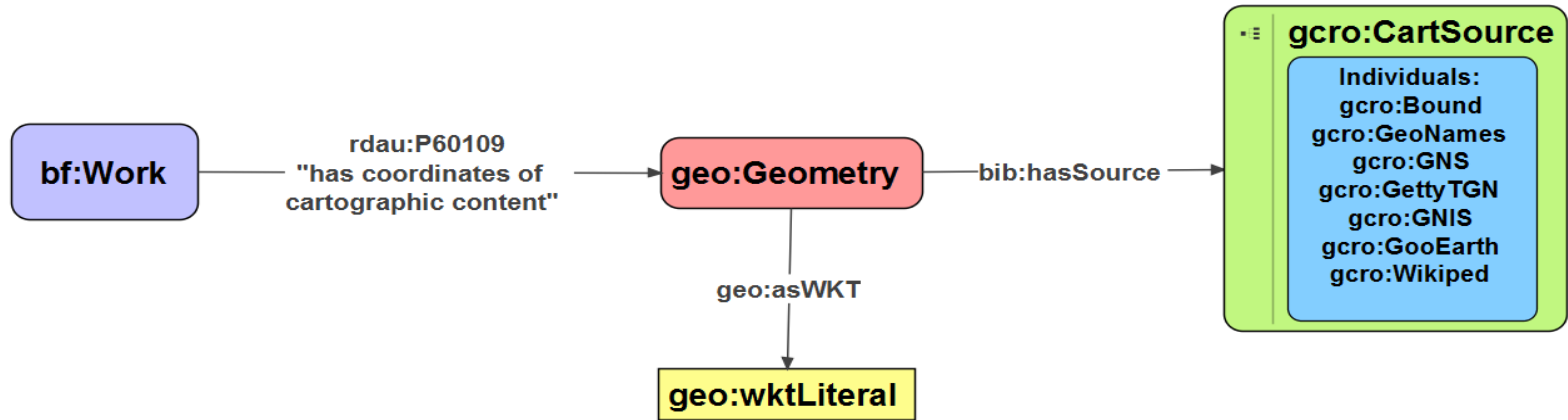 bf:Work
rdau:P60109
"has coordinates of
cartographic content"
geo:Geometry
bib:hasSource
gcro:CartSource
Individuals:
gcro:Bound
gcro:GeoNames
gcro:GNS
gcro:GettyTGN
gcro:GNIS
gcro:GooEarth
gcro:Wikiped
geo:asWKT
geo:wktLiteral